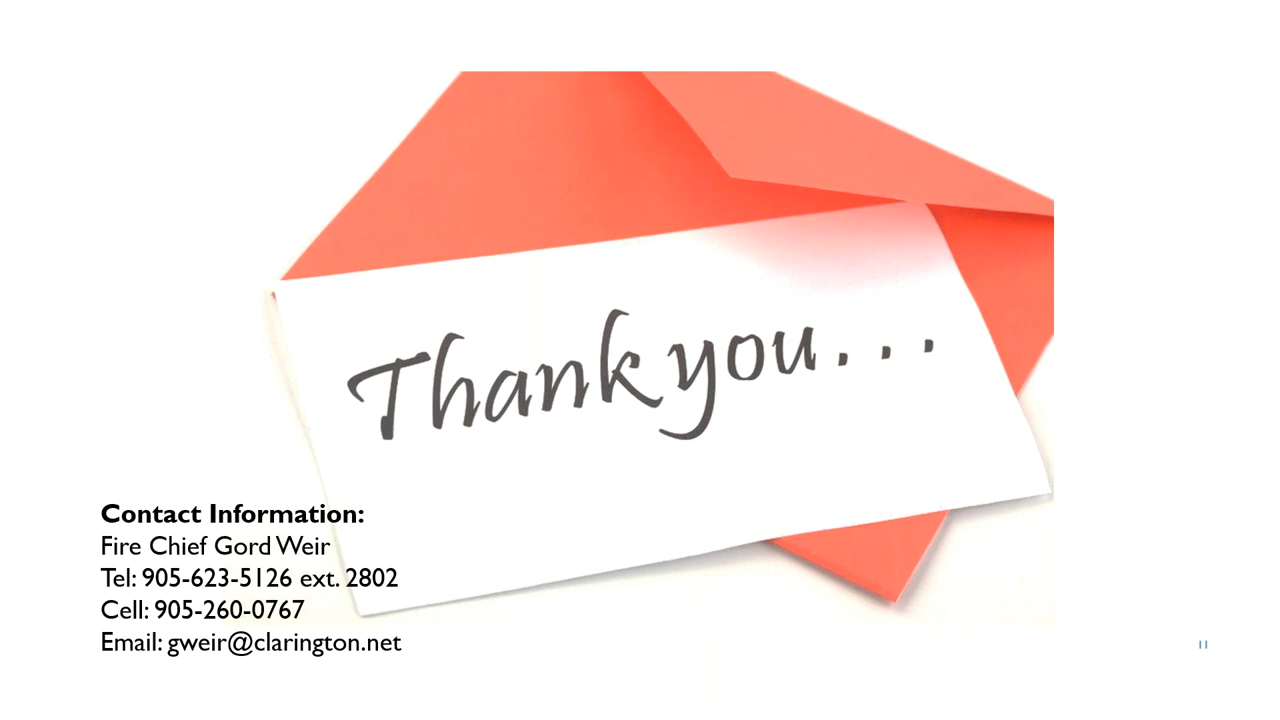 Thank you...
Contact Information:
Fire Chief Gord Weir
Tel: 905-623-5126 ext. 2802
Cell: 905-260-0767
Email: gweir@clarington.net
11